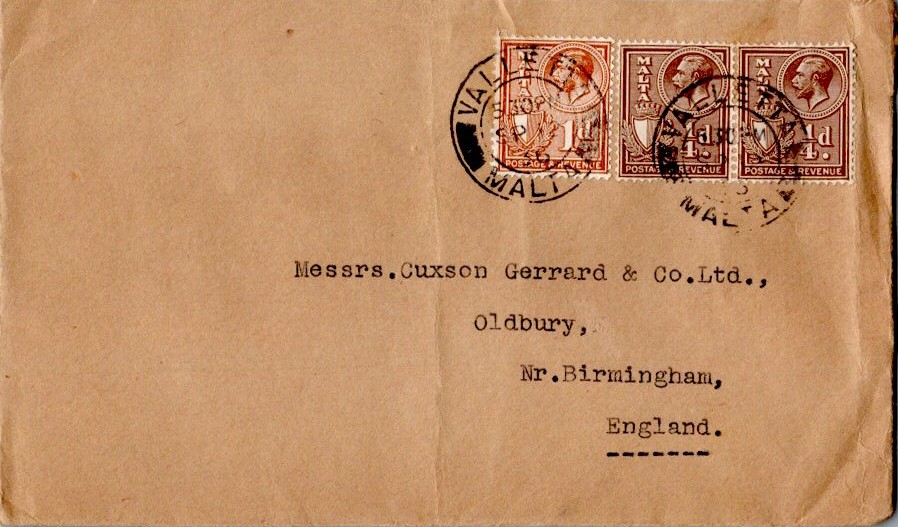 MALTA
1d
POSTAGE & REVENUE
MALTA
1/4d.
POSTAGE & REVENUE
MALTA
1/4d.
POSTAGE & REVENUE
VALLETTA
MALTA
VALLETTA
MALTA
Messrs.Cuxson Gerrard & Co.Ltd.,
Oldbury,
Nr.Birmingham,
England.